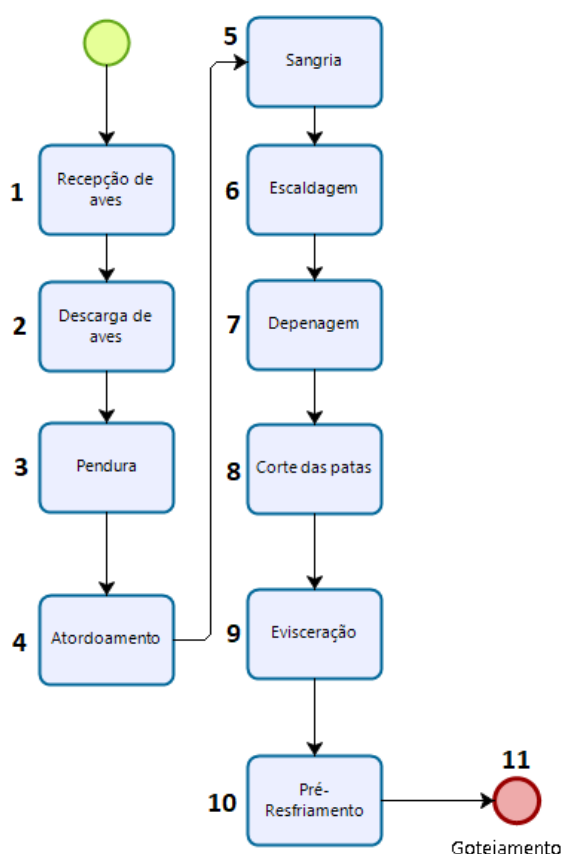 1
Recepção de
aves
2
Descarga de
aves
3
Pendura
4
Atordoamento
5
Sangria
6
Escaldagem
7
Depenagem
8
Corte das patas
9
Evisceração
10
Pré-
Resfriamento
11
Gotejamento